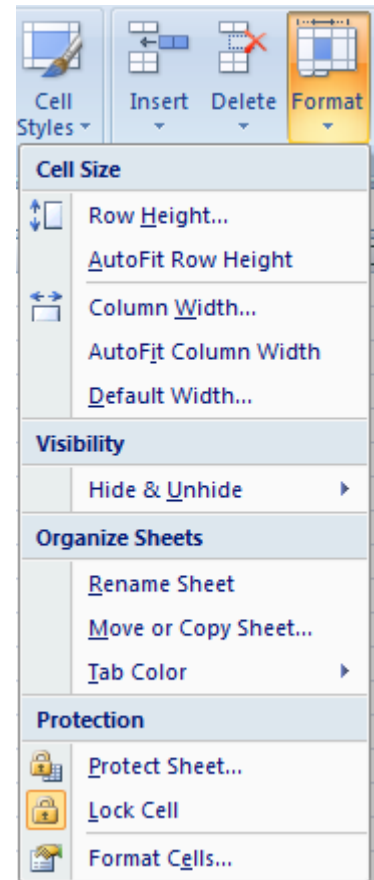 Cell Styles
Insert
Delete
Format
Cell Size
Row Height...
AutoFit Row Height
Column Width...
AutoFit Column Width
Default Width...
Visibility
Hide & Unhide
Organize Sheets
Rename Sheet
Move or Copy Sheet...
Tab Color
Protection
Protect Sheet...
Lock Cell
Format Cells...